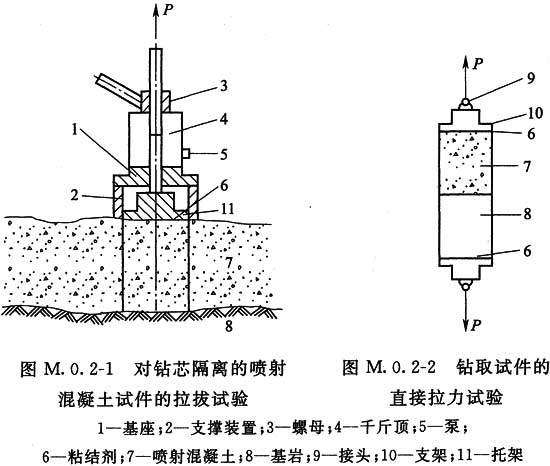 P
3
4
1
5
2
6
11
7
8
P
9
10
6
7
8
6
P
图 M.0.2-1 对钻芯隔离的喷射
混凝土试件的拉拔试验
图 M.0.2-2 钻取试件的
直接拉力试验
1—基座;2—支撑装置;3—螺母;4—千斤顶;5—泵;
6—粘结剂;7—喷射混凝土;8—基岩;9—接头;10—支架;11—托架